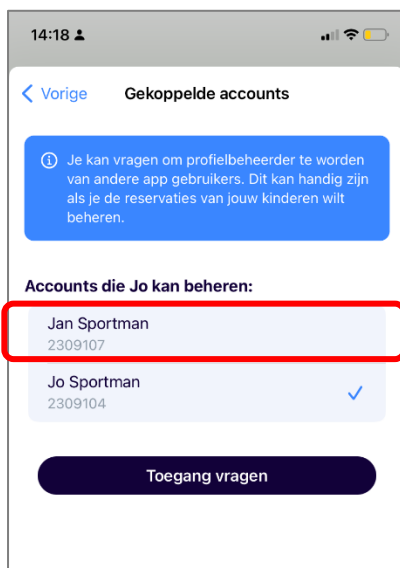 14:18
Vorige Gekoppelde accounts
Je kan vragen om profielbeheerder te worden
van andere app gebruikers. Dit kan handig zijn
als je de reservaties van jouw kinderen wilt
beheren.
Accounts die Jo kan beheren:
Jan Sportman
2309107
Jo Sportman
2309104
Toegang vragen